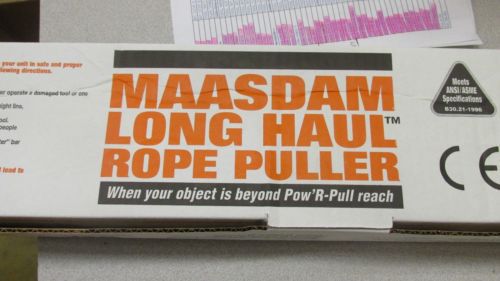 your unit in safe and proper
llowing directions.
er operate a damaged tool or one
ight line.
ool.
people
ter" bar
l lead to
MAASDAM
LONG HAUL™
ROPE PULLER
When your object is beyond Pow'R-Pull reach
Meets
ANSI/ASME
Specifications
B30.21-1996
CE